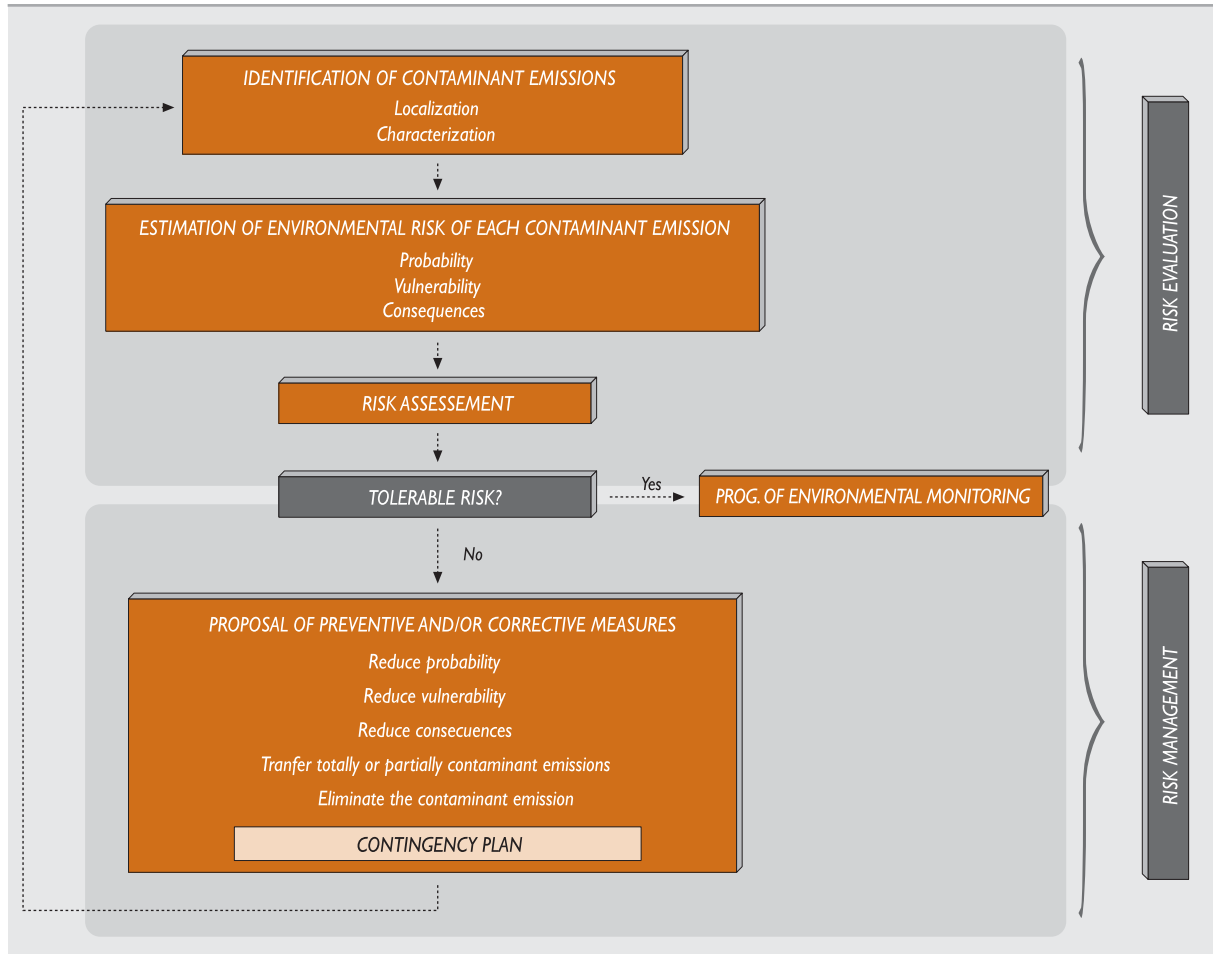 IDENTIFICATION OF CONTAMINANT EMISSIONS
Localization
Characterization
ESTIMATION OF ENVIRONMENTAL RISK OF EACH CONTAMINANT EMISSION
Probability
Vulnerability
Consequences
RISK ASSESSEMENT
RISK EVALUATION
TOLERABLE RISK?
Yes
PROG. OF ENVIRONMENTAL MONITORING
No
PROPOSAL OF PREVENTIVE AND/OR CORRECTIVE MEASURES
Reduce probability
Reduce vulnerability
Reduce consecuences
Tranfer totally or partially contaminant emissions
Eliminate the contaminant emission
CONTINGENCY PLAN
RISK MANAGEMENT